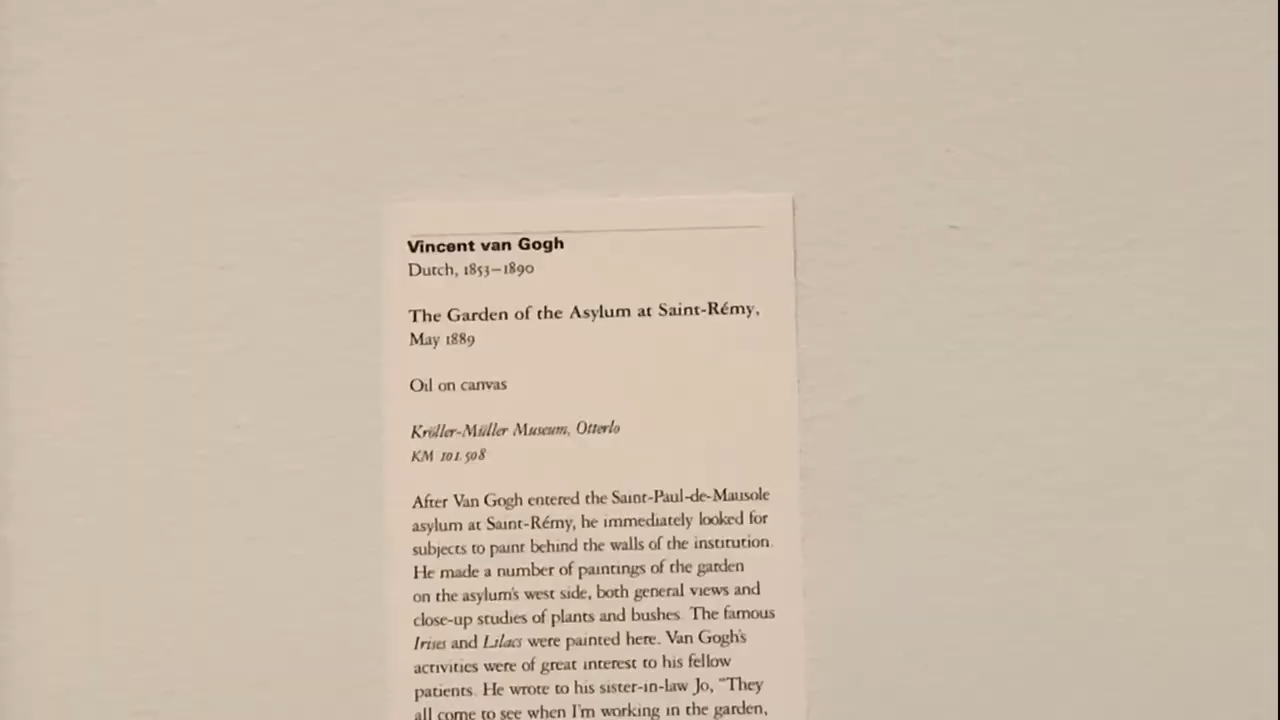 Vincent van Gogh
Dutch, 1853–1890
The Garden of the Asylum at Saint-Rémy,
May 1889
Oil on canvas
Kröller-Müller Museum, Otterlo
KM 101.508
After Van Gogh entered the Saint-Paul-de-Mausole
asylum at Saint-Rémy, he immediately looked for
subjects to paint behind the walls of the institution.
He made a number of paintings of the garden
on the asylum's west side, both general views and
close-up studies of plants and bushes. The famous
Irises and Lilacs were painted here. Van Gogh's
activities were of great interest to his fellow
patients. He wrote to his sister-in-law Jo, "They
all come to see when I'm working in the garden,